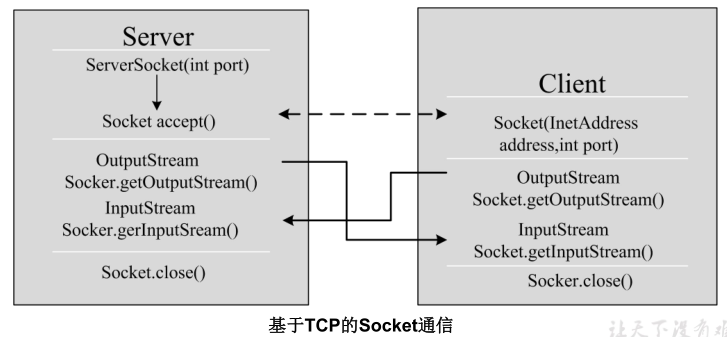 Server
ServerSocket(int port)
Socket accept()
OutputStream
Socker.getOutputStream()
InputStream
Socker.gerInputSream()
Socket.close()
Client
Socket(InetAddress
address,int port)
OutputStream
Socket.getOutputStream()
InputStream
Socket.getInputStream()
Socker.close()
基于TCP的Socket通信
让天下没有难